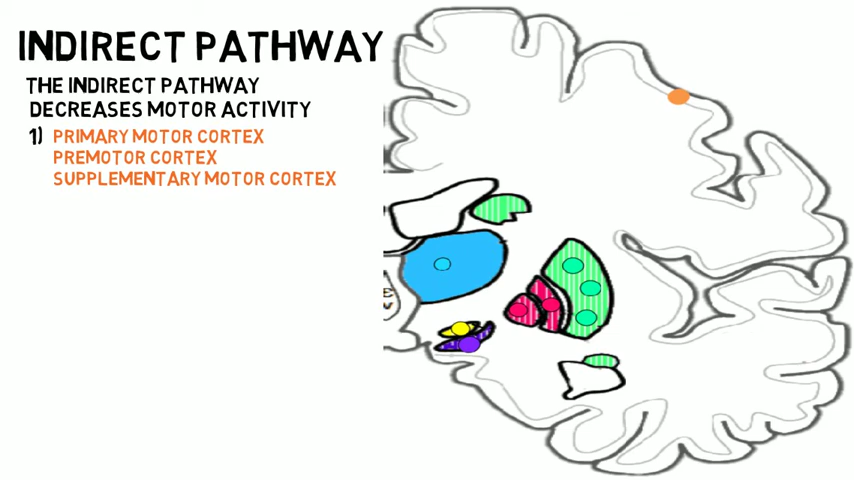 INDIRECT PATHWAY
THE INDIRECT PATHWAY
DECREASES MOTOR ACTIVITY
1) PRIMARY MOTOR CORTEX
PREMOTOR CORTEX
SUPPLEMENTARY MOTOR CORTEX